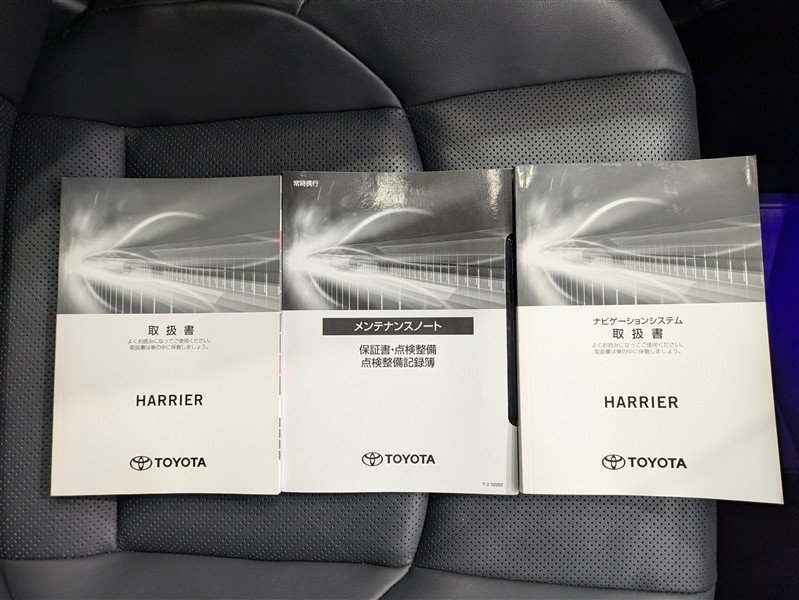 取扱書
よくお読みになってご使用ください。
取扱書は車の中に保管しましょう。
HARRIER
TOYOTA
常時携行
メンテナンスノート
保証書・点検整備
点検整備記録簿
TOYOTA
T-2 32202
ナビゲーションシステム
取扱書
よくお読みになってご使用ください。
取扱書は車の中に保管しましょう。
HARRIER
TOYOTA